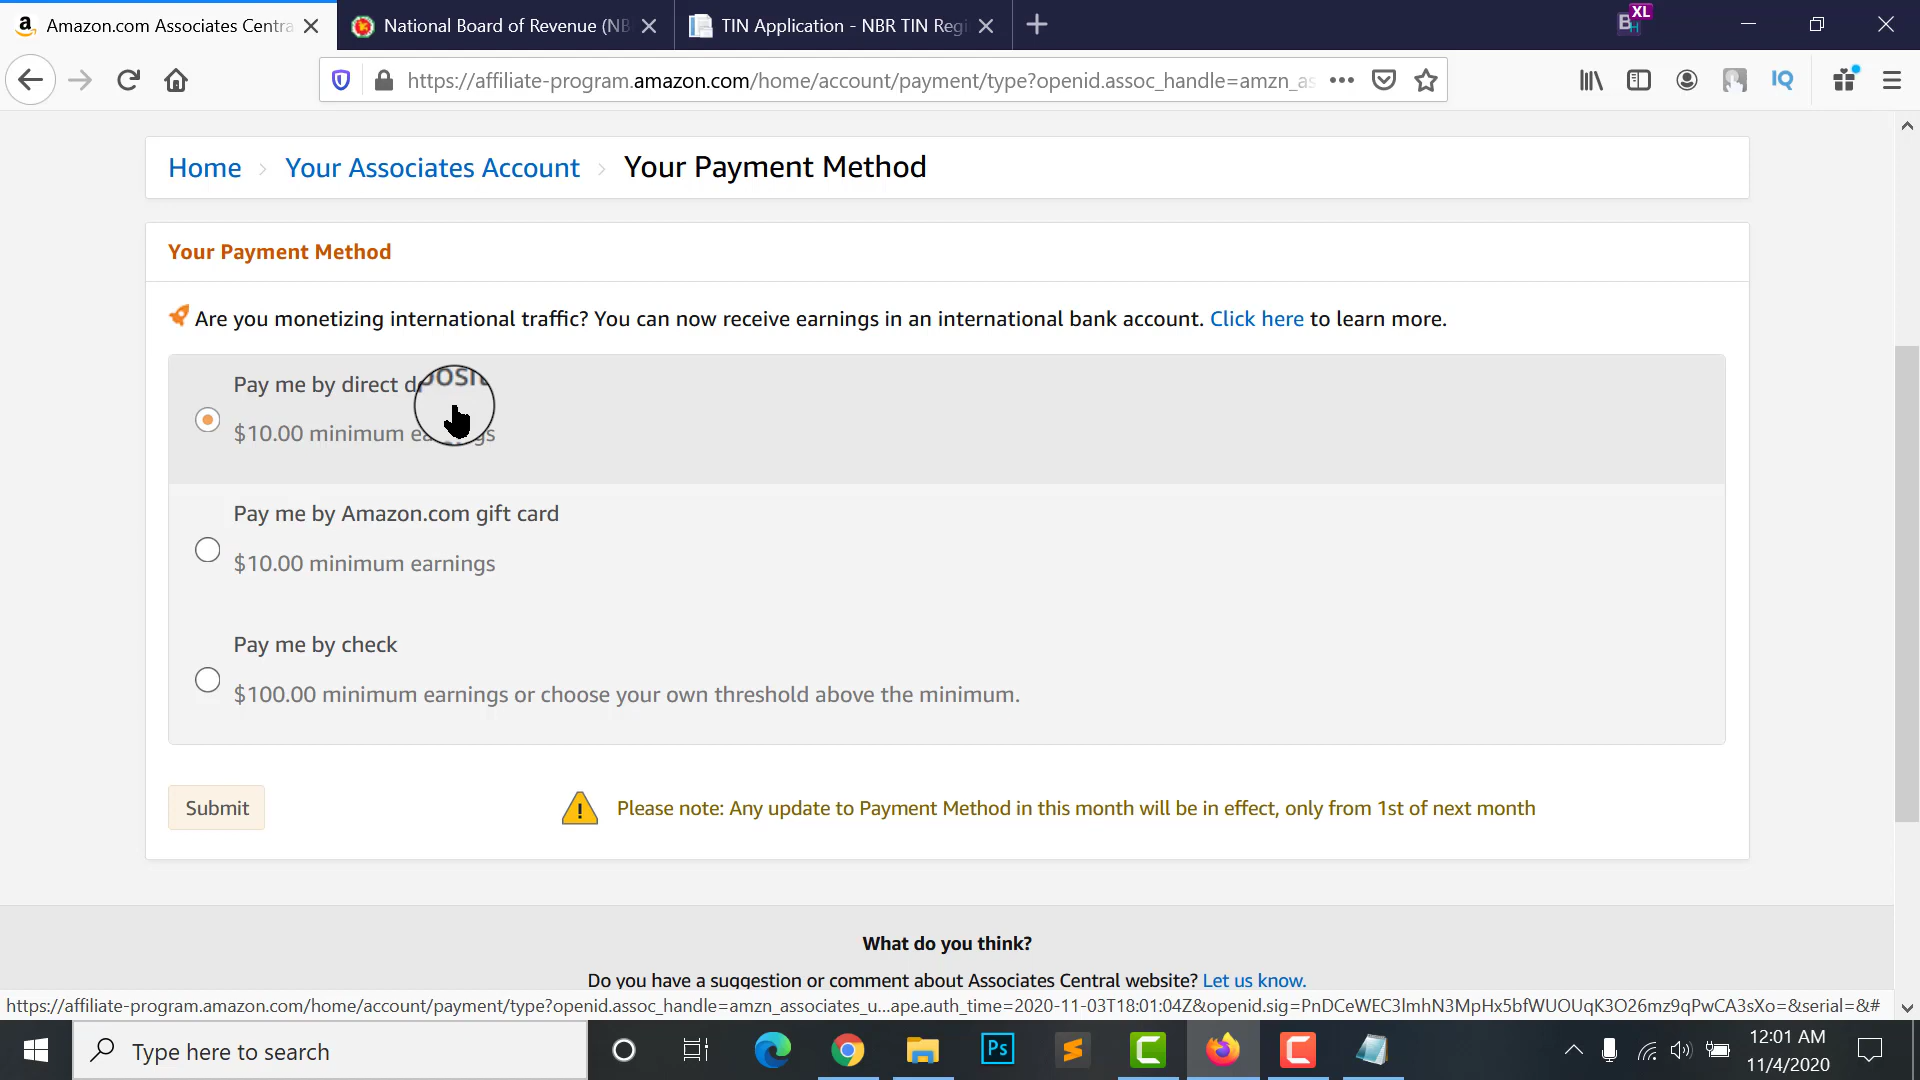 Amazon.com Associates Centra
National Board of Revenue (NB
TIN Application - NBR TIN Regi
XL
https://affiliate-program.amazon.com/home/account/payment/type?openid.assoc_handle=amzn_as
IQ
Home > Your Associates Account > Your Payment Method
Your Payment Method
Are you monetizing international traffic? You can now receive earnings in an international bank account. Click here to learn more.
Pay me by direct deposit
$10.00 minimum earnings
Pay me by Amazon.com gift card
$10.00 minimum earnings
Pay me by check
$100.00 minimum earnings or choose your own threshold above the minimum.
Submit
Please note: Any update to Payment Method in this month will be in effect, only from 1st of next month
What do you think?
Do you have a suggestion or comment about Associates Central website? Let us know.
https://affiliate-program.amazon.com/home/account/payment/type?openid.assoc_handle=amzn_associates_u...ape.auth_time=2020-11-03T18:01:04Z&openid.sig=PnDCeWEC3lmhN3MpHx5bfWUOUqK3O26mz9qPwCA3sXo=&serial=&#
Type here to search
Ps
12:01 AM
11/4/2020